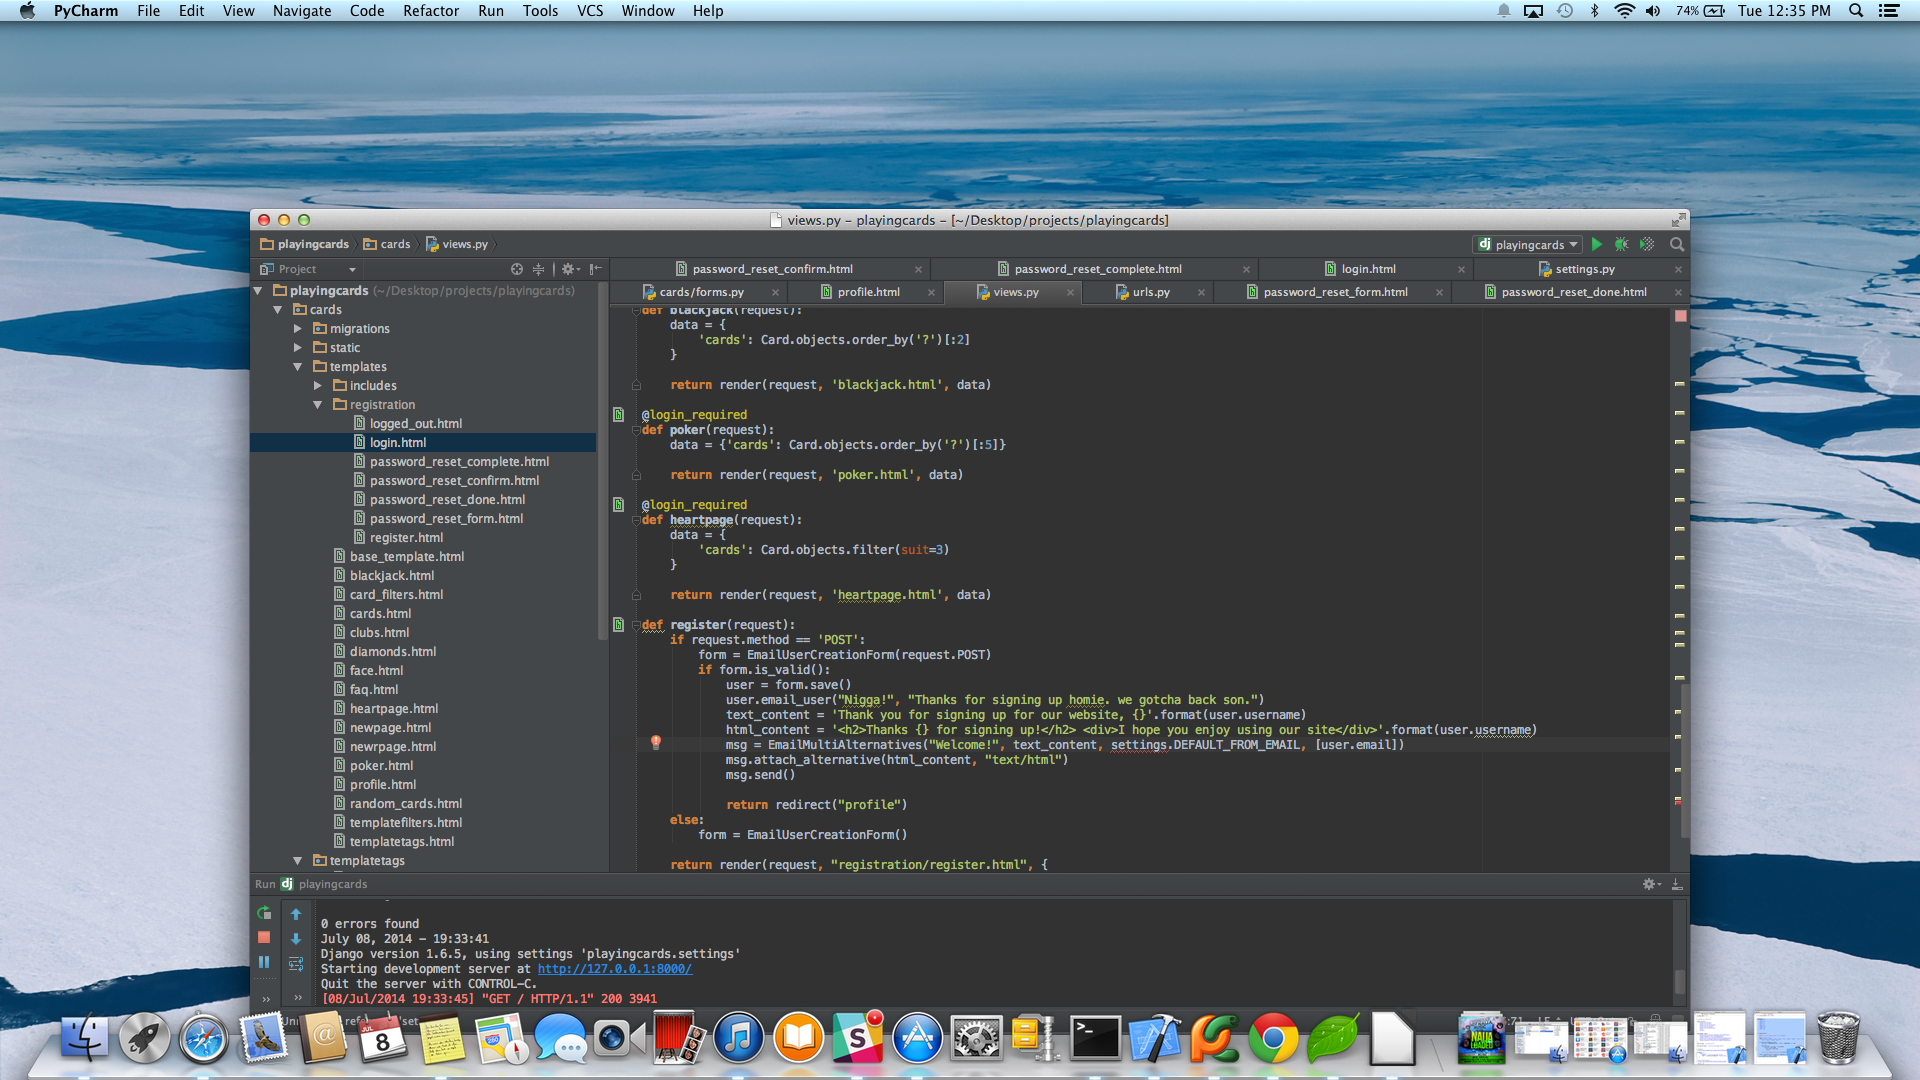 PyCharm File Edit View Navigate Code Refactor Run Tools VCS Window Help 74% Tue 12:35 PM
views.py – playingcards – [~/Desktop/projects/playingcards]
playingcards cards views.py playingcards
Project
password_reset_confirm.html password_reset_complete.html login.html settings.py
cards/forms.py profile.html views.py urls.py password_reset_form.html password_reset_done.html
playingcards (~/Desktop/projects/playingcards)
cards
migrations
static
templates
includes
registration
logged_out.html
login.html
password_reset_complete.html
password_reset_confirm.html
password_reset_done.html
password_reset_form.html
register.html
base_template.html
blackjack.html
card_filters.html
cards.html
clubs.html
diamonds.html
face.html
faq.html
heartpage.html
newpage.html
newrpage.html
poker.html
profile.html
random_cards.html
templatefilters.html
templatetags.html
templatetags
def blackjack(request):
data = {
'cards': Card.objects.order_by('?')[:2]
}
return render(request, 'blackjack.html', data)
@login_required
def poker(request):
data = {'cards': Card.objects.order_by('?')[:5]}
return render(request, 'poker.html', data)
@login_required
def heartpage(request):
data = {
'cards': Card.objects.filter(suit=3)
}
return render(request, 'heartpage.html', data)
def register(request):
if request.method == 'POST':
form = EmailUserCreationForm(request.POST)
if form.is_valid():
user = form.save()
user.email_user("Nigga!", "Thanks for signing up homie. we gotcha back son.")
text_content = 'Thank you for signing up for our website, {}'.format(user.username)
html_content = '<h2>Thanks {} for signing up!</h2> <div>I hope you enjoy using our site</div>'.format(user.username)
msg = EmailMultiAlternatives("Welcome!", text_content, settings.DEFAULT_FROM_EMAIL, [user.email])
msg.attach_alternative(html_content, "text/html")
msg.send()
return redirect("profile")
else:
form = EmailUserCreationForm()
return render(request, "registration/register.html", {
Run playingcards
0 errors found
July 08, 2014 - 19:33:41
Django version 1.6.5, using settings 'playingcards.settings'
Starting development server at http://127.0.0.1:8000/
Quit the server with CONTROL-C.
[08/Jul/2014 19:33:45] "GET / HTTP/1.1" 200 3941
JUL
8